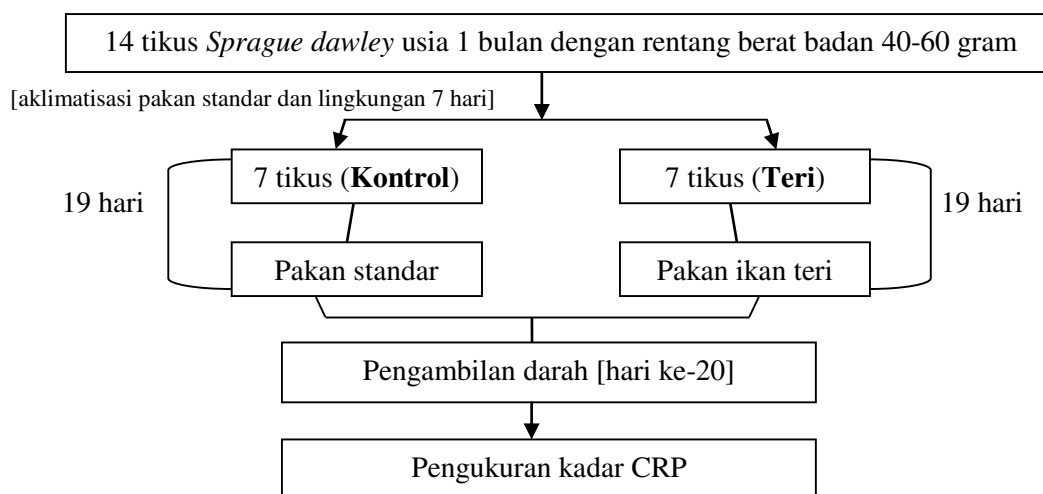 14 tikus Sprague dawley usia 1 bulan dengan rentang berat badan 40-60 gram
[aklimatisasi pakan standar dan lingkungan 7 hari]
7 tikus (Kontrol)
7 tikus (Teri)
19 hari
19 hari
Pakan standar
Pakan ikan teri
Pengambilan darah [hari ke-20]
Pengukuran kadar CRP